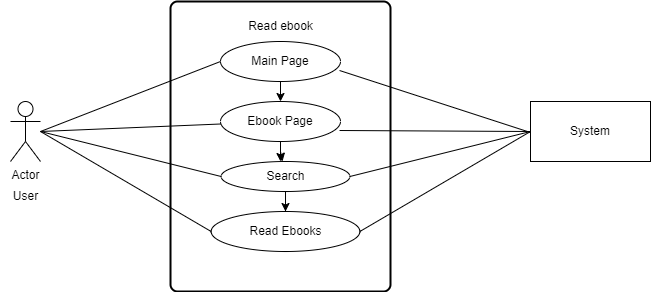 Read ebook
Main Page
Ebook Page
Search
Read Ebooks
Actor
User
System